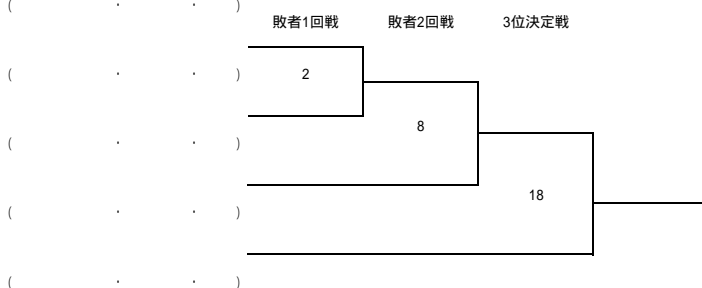 ( ・ ・ )
敗者1回戦 敗者2回戦 3位決定戦
( ・ ・ )
2
8
( ・ ・ )
18
( ・ ・ )
( ・ ・ )